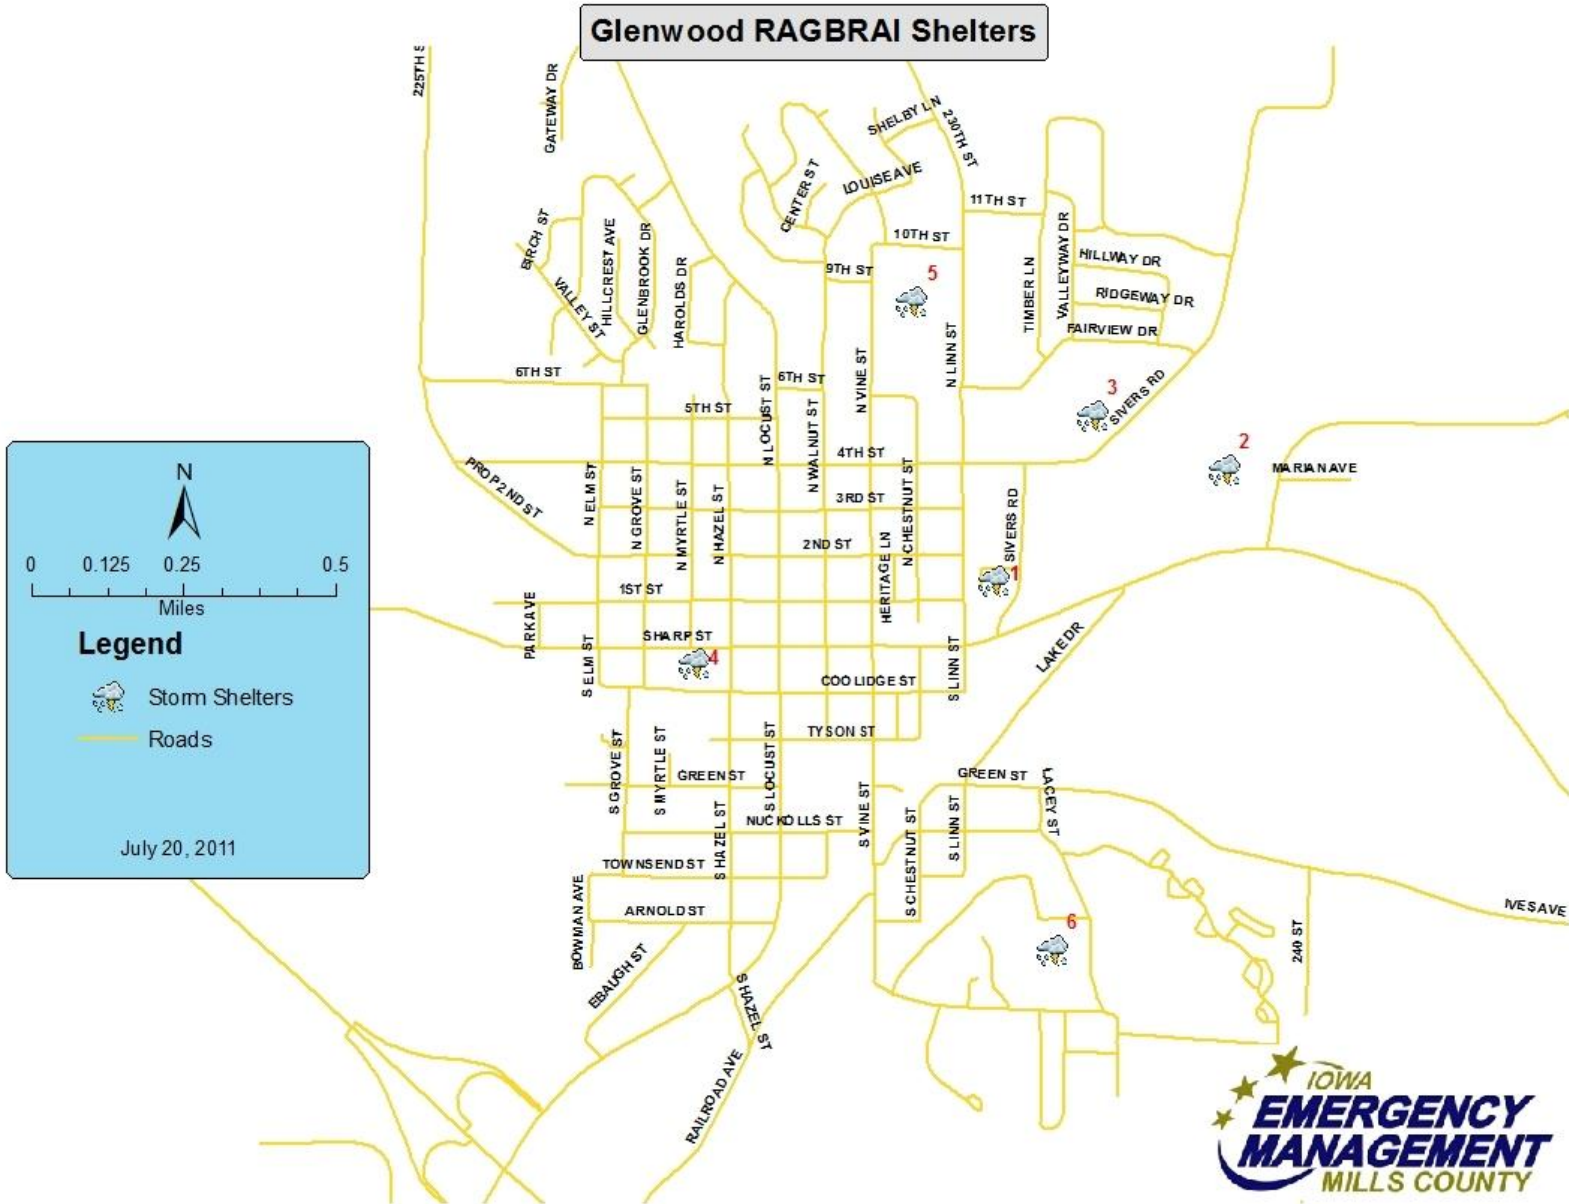 Glenwood RAGBRAI Shelters
225TH S
GATEWAY DR
SHELBY LN
230TH ST
CENTER ST
LOUISE AVE
11TH ST
BIRCH ST
HILLCREST AVE
GLENBROOK DR
HAROLDS DR
10TH ST
VALLEYWAY DR
TIMBER LN
HILLWAY DR
9TH ST
5
RIDGEWAY DR
VALLEY ST
FAIRVIEW DR
N LINN ST
6TH ST
6TH ST
N VINE ST
3
SIVERS RD
5TH ST
N LOCUST ST
N WALNUT ST
4TH ST
2
MARIAN AVE
PROP 2ND ST
N ELM ST
N GROVE ST
N MYRTLE ST
N HAZEL ST
3RD ST
N CHESTNUT ST
SIVERS RD
2ND ST
HERITAGE LN
1
1ST ST
PARK AVE
SHARP ST
4
S ELM ST
LAKE DR
S LINN ST
COOLIDGE ST
TYSON ST
S GROVE ST
S MYRTLE ST
GREEN ST
S LOCUST ST
GREEN ST
LACEY ST
NUCKOLLS ST
S HAZEL ST
S VINE ST
S CHESTNUT ST
S LINN ST
TOWNSEND ST
BOWMAN AVE
ARNOLD ST
IVES AVE
6
240 ST
EBAUGH ST
S HAZEL ST
RAILROAD AVE
N
0 0.125 0.25 0.5
Miles
Legend
Storm Shelters
Roads
July 20, 2011
IOWA
EMERGENCY
MANAGEMENT
MILLS COUNTY